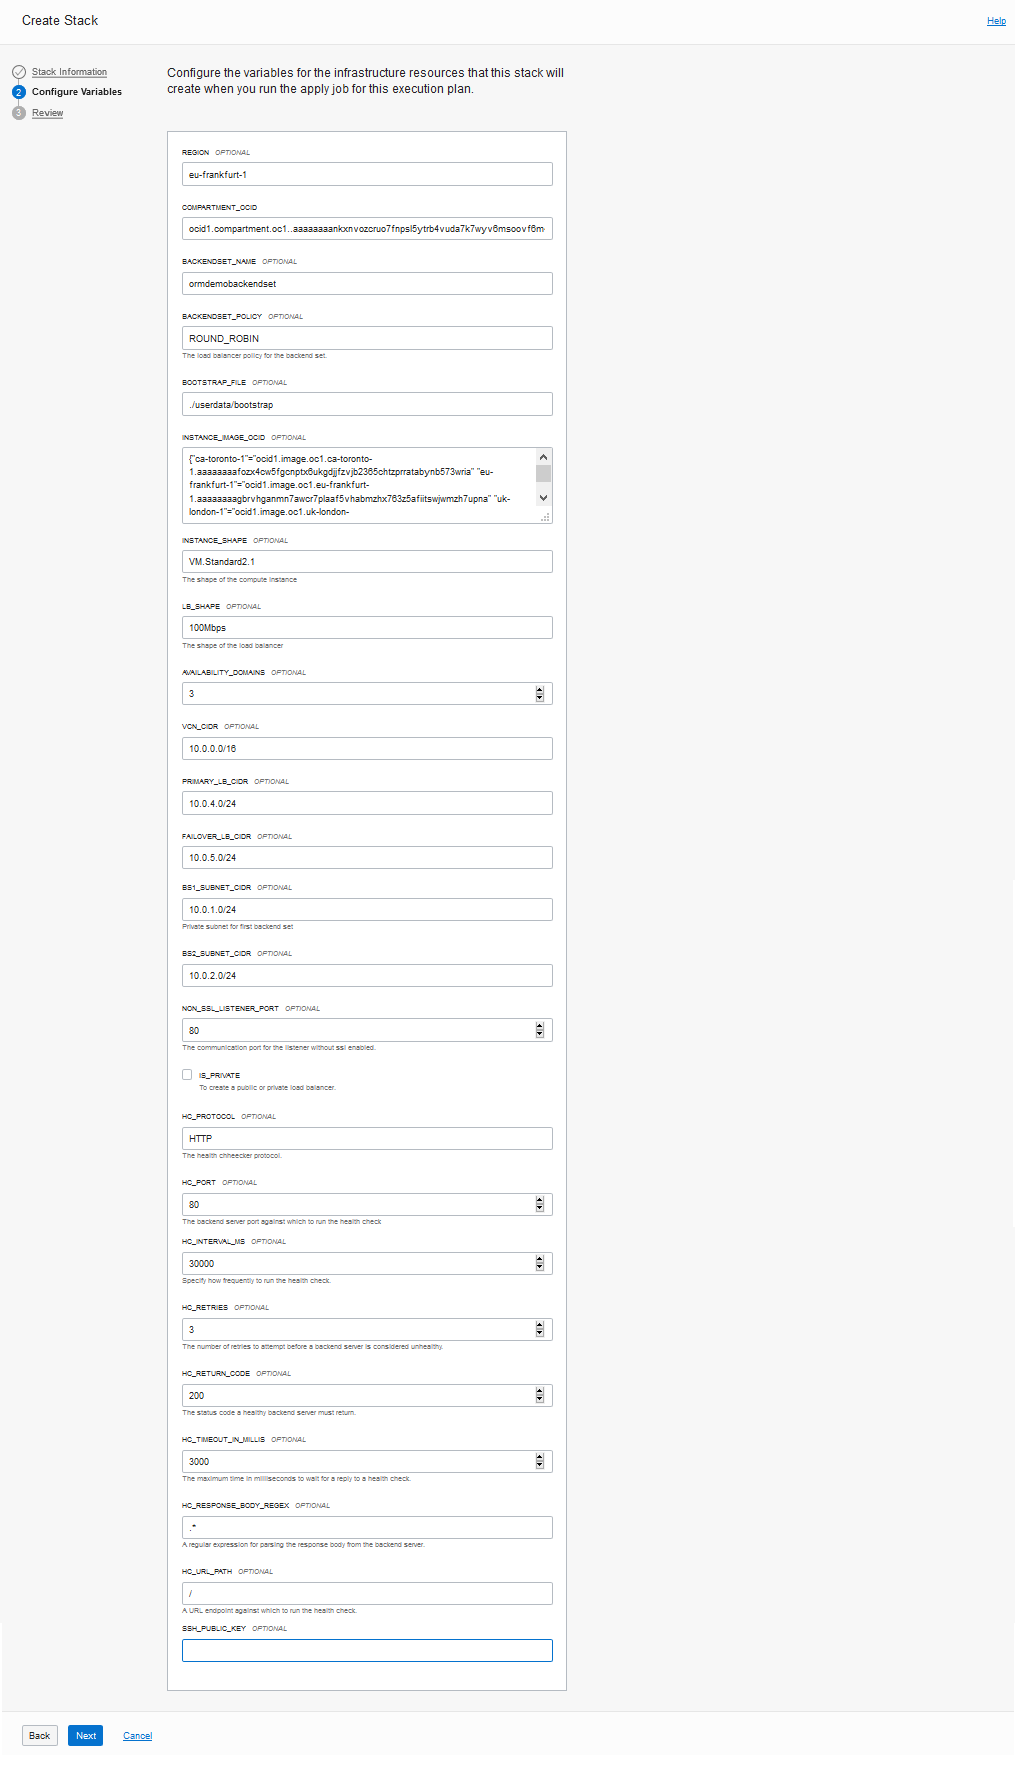 Create Stack
Help
Stack Information
2 Configure Variables
3 Review
Configure the variables for the infrastructure resources that this stack will
create when you run the apply job for this execution plan.
REGION OPTIONAL
eu-frankfurt-1
COMPARTMENT_OCID
ocid1.compartment.oc1..aaaaaaaankxnvozcruo7fnpsl5ytrb4vuda7k7wyv6msoovf6m
BACKENDSET_NAME OPTIONAL
ormdemobackendset
BACKENDSET_POLICY OPTIONAL
ROUND_ROBIN
The load balancer policy for the backend set.
BOOTSTRAP_FILE OPTIONAL
./userdata/bootstrap
INSTANCE_IMAGE_OCID OPTIONAL
{"ca-toronto-1"="ocid1.image.oc1.ca-toronto-
1.aaaaaaaafozx4cw5fgcnptx6ukgdjjfzvjb2365chtzprratabynb573wria" "eu-
frankfurt-1"="ocid1.image.oc1.eu-frankfurt-
1.aaaaaaaagbrvhganmn7awcr7plaaf5vhabmzhx763z5afiitswjwmzh7upna" "uk-
london-1"="ocid1.image.oc1.uk-london-
INSTANCE_SHAPE OPTIONAL
VM.Standard2.1
The shape of the compute instance
LB_SHAPE OPTIONAL
100Mbps
The shape of the load balancer
AVAILABILITY_DOMAINS OPTIONAL
3
VCN_CIDR OPTIONAL
10.0.0.0/16
PRIMARY_LB_CIDR OPTIONAL
10.0.4.0/24
FAILOVER_LB_CIDR OPTIONAL
10.0.5.0/24
BS1_SUBNET_CIDR OPTIONAL
10.0.1.0/24
Private subnet for first backend set
BS2_SUBNET_CIDR OPTIONAL
10.0.2.0/24
NON_SSL_LISTENER_PORT OPTIONAL
80
The communication port for the listener without ssl enabled.
IS_PRIVATE
To create a public or private load balancer.
HC_PROTOCOL OPTIONAL
HTTP
The health chheecker protocol.
HC_PORT OPTIONAL
80
The backend server port against which to run the health check
HC_INTERVAL_MS OPTIONAL
30000
Specify how frequently to run the health check.
HC_RETRIES OPTIONAL
3
The number of retries to attempt before a backend server is considered unhealthy.
HC_RETURN_CODE OPTIONAL
200
The status code a healthy backend server must return.
HC_TIMEOUT_IN_MILLIS OPTIONAL
3000
The maximum time in milliseconds to wait for a reply to a health check.
HC_RESPONSE_BODY_REGEX OPTIONAL
.*
A regular expression for parsing the response body from the backend server.
HC_URL_PATH OPTIONAL
/
A URL endpoint against which to run the health check.
SSH_PUBLIC_KEY OPTIONAL
Back
Next
Cancel